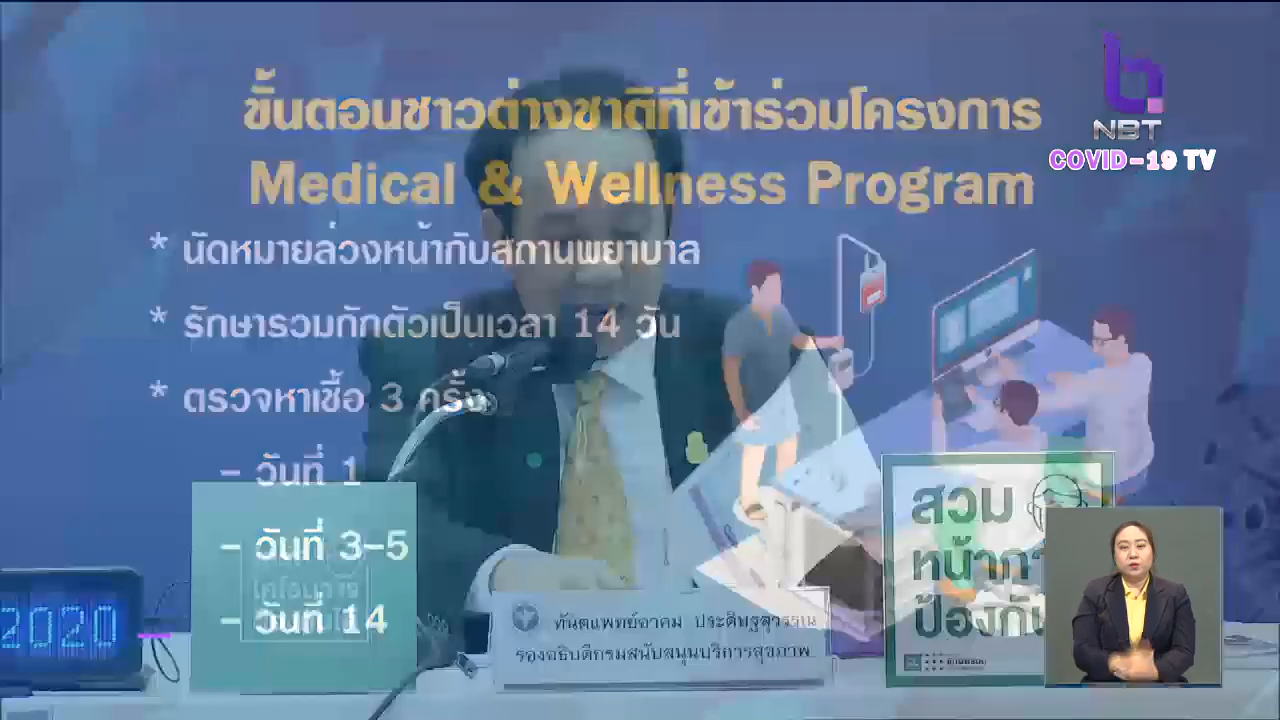 ขั้นตอนชาวต่างชาติที่เข้าร่วมโครงการ
Medical & Wellness Program
NBT
COVID-19 TV
* นัดหมายล่วงหน้ากับสถานพยาบาล
* รักษารวมกักตัวเป็นเวลา 14 วัน
* ตรวจหาเชื้อ 3 ครั้ง
- วันที่ 1
- วันที่ 3-5
- วันที่ 14
2020
ทันตแพทย์อาคม ประดิษฐสุวรรณ
รองอธิบดีกรมสนับสนุนบริการสุขภาพ
สวม
หน้ากา
ป้องกัน